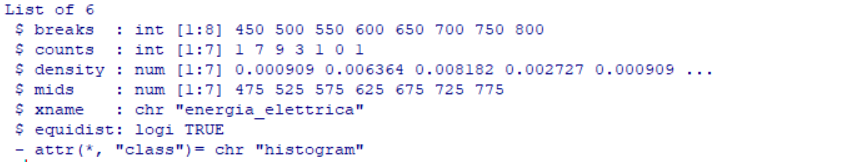 List of 6
 $ breaks  : int [1:8] 450 500 550 600 650 700 750 800
 $ counts  : int [1:7] 1 7 9 3 1 0 1
 $ density : num [1:7] 0.000909 0.006364 0.008182 0.002727 0.000909 ...
 $ mids    : num [1:7] 475 525 575 625 675 725 775
 $ xname   : chr "energia_elettrica"
 $ equidist: logi TRUE
 - attr(*, "class")= chr "histogram"